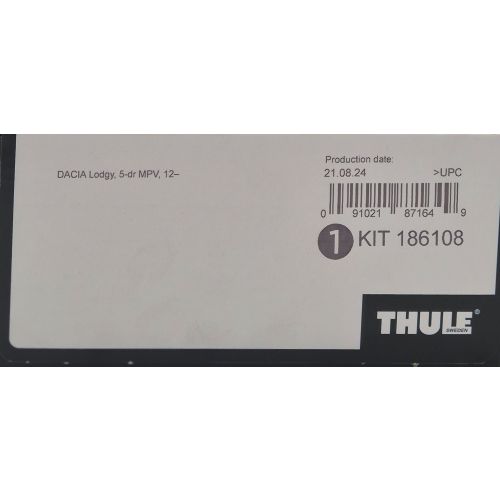 DACIA Lodgy, 5-dr MPV, 12–
Production date:
21.08.24 >UPC
0 91021 87164 9
1 KIT 186108
THULE
SWEDEN